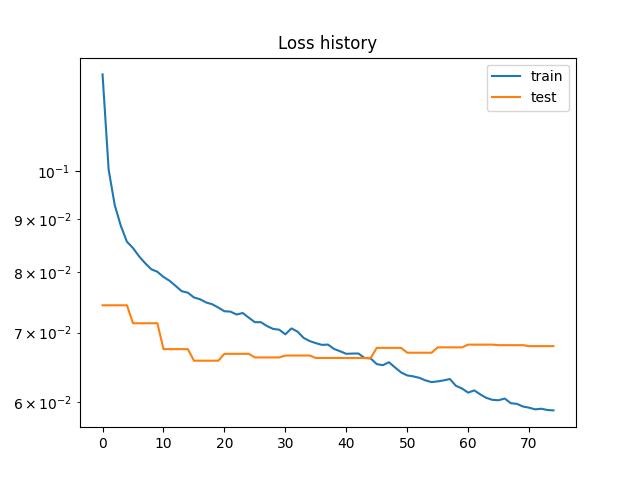 Loss history
train
test
10⁻¹
9 × 10⁻²
8 × 10⁻²
7 × 10⁻²
6 × 10⁻²
0 10 20 30 40 50 60 70